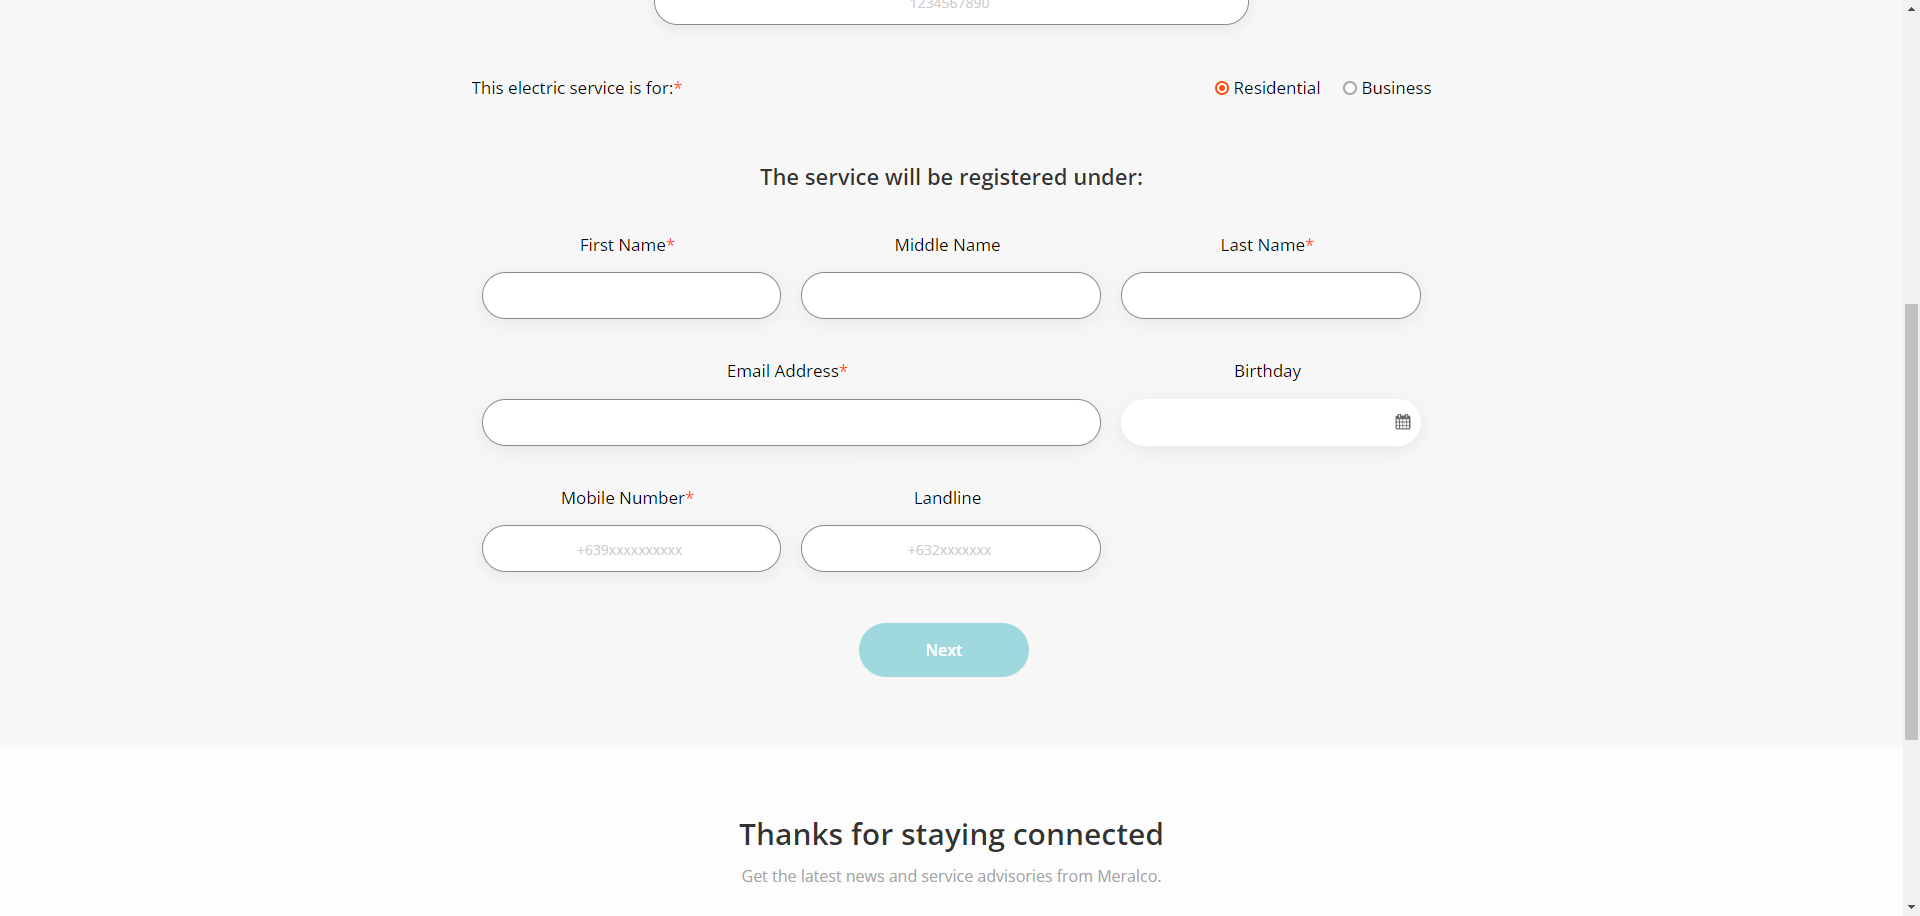 1234567890
This electric service is for:*
Residential Business
The service will be registered under:
First Name* Middle Name Last Name*
Email Address* Birthday
Mobile Number* Landline
+639xxxxxxxxxx +632xxxxxxx
Next
Thanks for staying connected
Get the latest news and service advisories from Meralco.